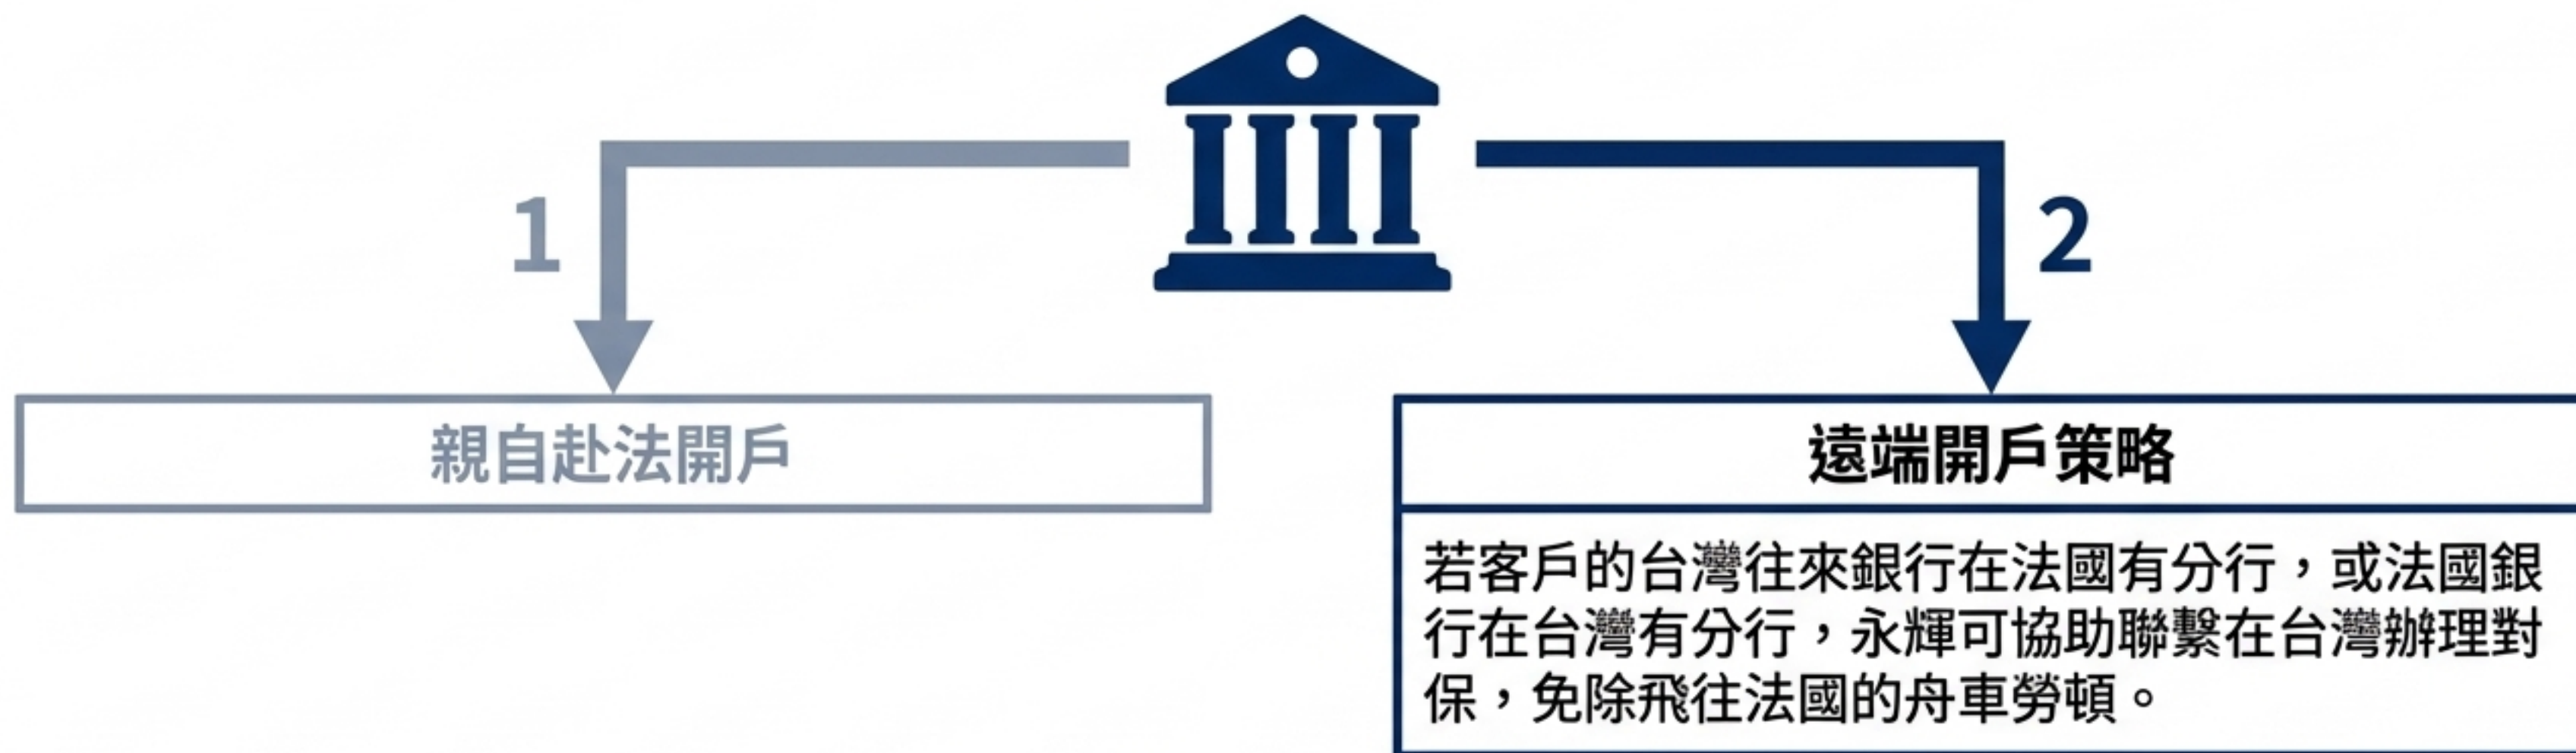 1
2
親自赴法開戶
遠端開戶策略
若客戶的台灣往來銀行在法國有分行，或法國銀
行在台灣有分行，永輝可協助聯繫在台灣辦理對
保，免除飛往法國的舟車勞頓。